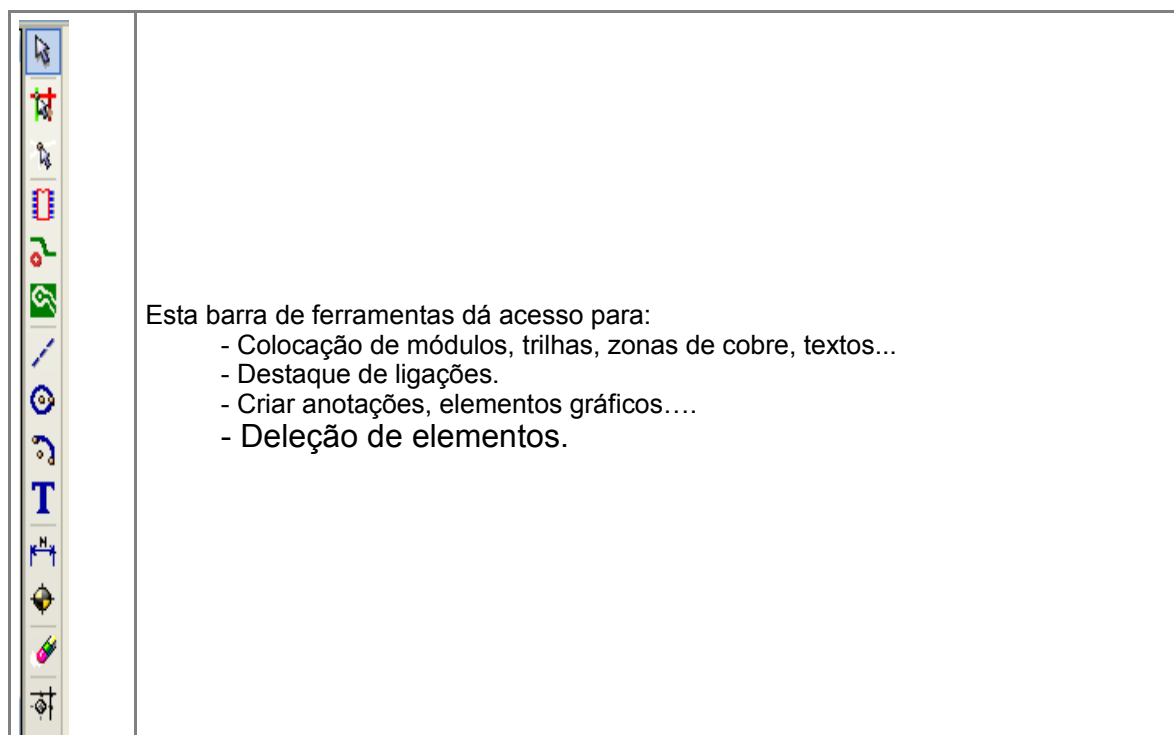 Esta barra de ferramentas dá acesso para:
- Colocação de módulos, trilhas, zonas de cobre, textos...
- Destaque de ligações.
- Criar anotações, elementos gráficos….
- Deleção de elementos.
T
N